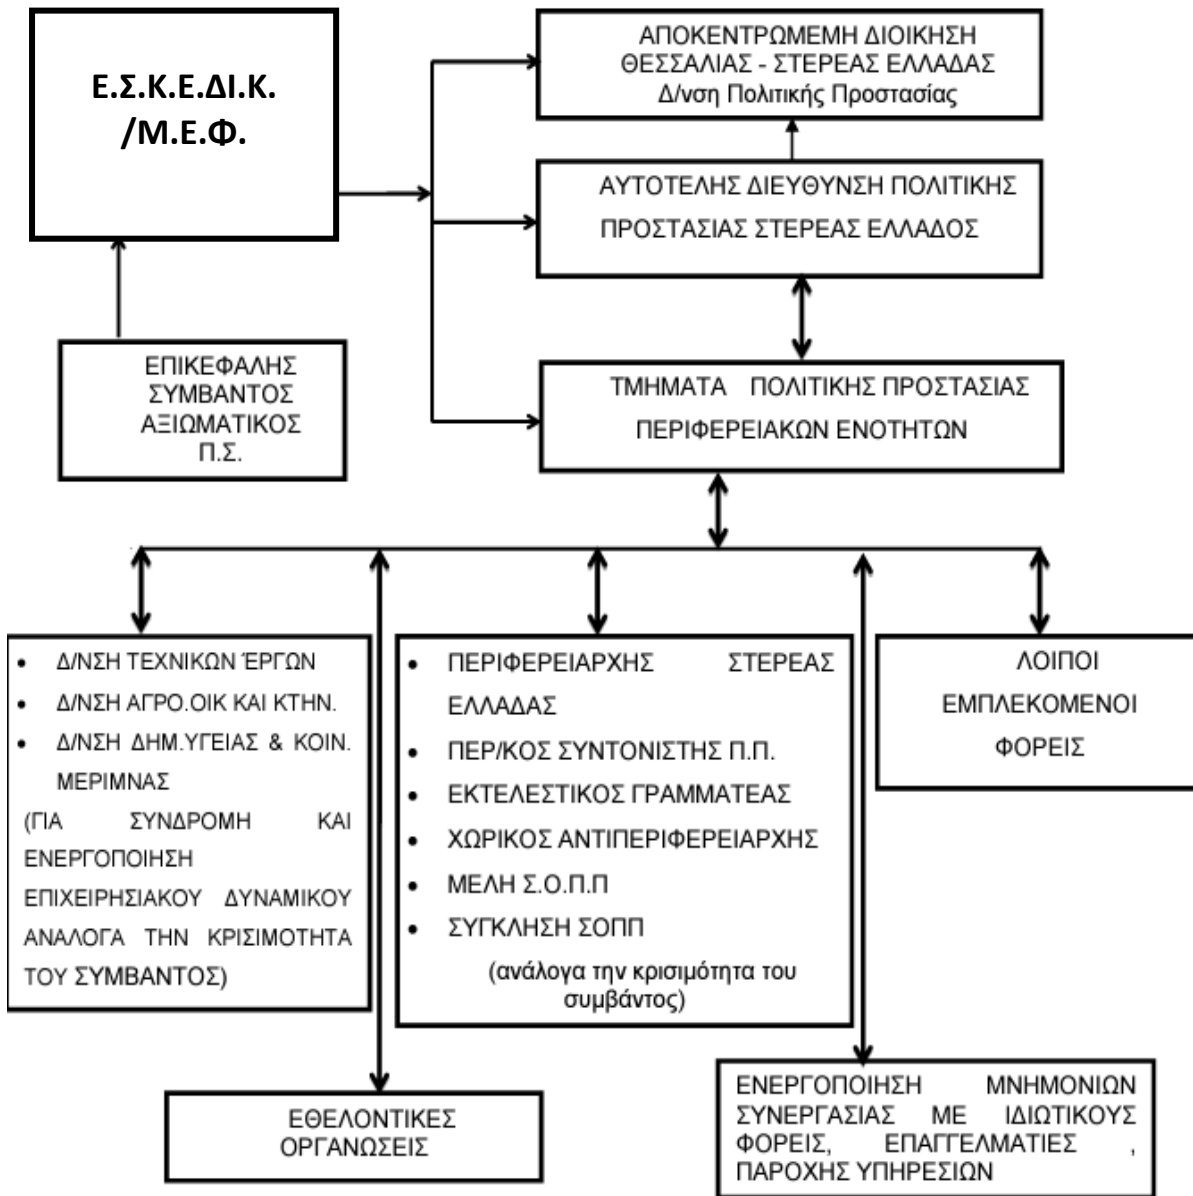 Ε.Σ.Κ.Ε.ΔΙ.Κ.
/Μ.Ε.Φ.
ΑΠΟΚΕΝΤΡΩΜΕΜΗ ΔΙΟΙΚΗΣΗ
ΘΕΣΣΑΛΙΑΣ - ΣΤΕΡΕΑΣ ΕΛΛΑΔΑΣ
Δ/νση Πολιτικής Προστασίας
ΑΥΤΟΤΕΛΗΣ ΔΙΕΥΘΥΝΣΗ ΠΟΛΙΤΙΚΗΣ
ΠΡΟΣΤΑΣΙΑΣ ΣΤΕΡΕΑΣ ΕΛΛΑΔΟΣ
ΕΠΙΚΕΦΑΛΗΣ
ΣΥΜΒΑΝΤΟΣ
ΑΞΙΩΜΑΤΙΚΟΣ
Π.Σ.
ΤΜΗΜΑΤΑ ΠΟΛΙΤΙΚΗΣ ΠΡΟΣΤΑΣΙΑΣ
ΠΕΡΙΦΕΡΕΙΑΚΩΝ ΕΝΟΤΗΤΩΝ
• Δ/ΝΣΗ ΤΕΧΝΙΚΩΝ ΈΡΓΩΝ
• Δ/ΝΣΗ ΑΓΡΟ.ΟΙΚ ΚΑΙ ΚΤΗΝ.
• Δ/ΝΣΗ ΔΗΜ.ΥΓΕΙΑΣ & ΚΟΙΝ.
ΜΕΡΙΜΝΑΣ
(ΓΙΑ ΣΥΝΔΡΟΜΗ ΚΑΙ
ΕΝΕΡΓΟΠΟΙΗΣΗ
ΕΠΙΧΕΙΡΗΣΙΑΚΟΥ ΔΥΝΑΜΙΚΟΥ
ΑΝΑΛΟΓΑ ΤΗΝ ΚΡΙΣΙΜΟΤΗΤΑ
ΤΟΥ ΣΥΜΒΑΝΤΟΣ)
• ΠΕΡΙΦΕΡΕΙΑΡΧΗΣ ΣΤΕΡΕΑΣ
ΕΛΛΑΔΑΣ
• ΠΕΡ/ΚΟΣ ΣΥΝΤΟΝΙΣΤΗΣ Π.Π.
• ΕΚΤΕΛΕΣΤΙΚΟΣ ΓΡΑΜΜΑΤΕΑΣ
• ΧΩΡΙΚΟΣ ΑΝΤΙΠΕΡΙΦΕΡΕΙΑΡΧΗΣ
• ΜΕΛΗ Σ.Ο.Π.Π
• ΣΥΓΚΛΗΣΗ ΣΟΠΠ
(ανάλογα την κρισιμότητα του
συμβάντος)
ΛΟΙΠΟΙ
ΕΜΠΛΕΚΟΜΕΝΟΙ
ΦΟΡΕΙΣ
ΕΘΕΛΟΝΤΙΚΕΣ
ΟΡΓΑΝΩΣΕΙΣ
ΕΝΕΡΓΟΠΟΙΗΣΗ ΜΝΗΜΟΝΙΩΝ
ΣΥΝΕΡΓΑΣΙΑΣ ΜΕ ΙΔΙΩΤΙΚΟΥΣ
ΦΟΡΕΙΣ, ΕΠΑΓΓΕΛΜΑΤΙΕΣ ,
ΠΑΡΟΧΗΣ ΥΠΗΡΕΣΙΩΝ